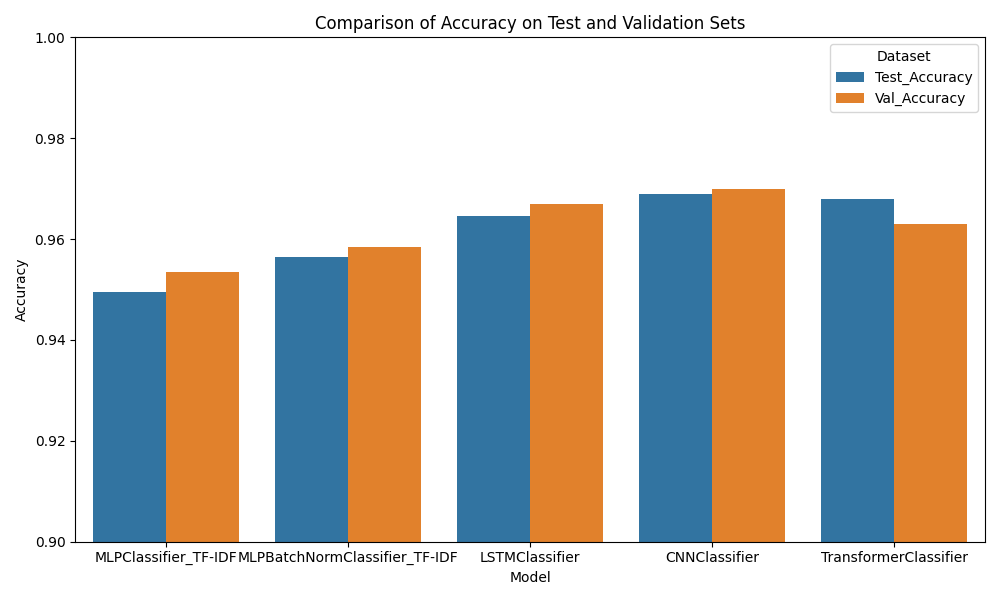 Comparison of Accuracy on Test and Validation Sets
1.00
0.98
0.96
0.94
0.92
0.90
Accuracy
Dataset
Test_Accuracy
Val_Accuracy
MLPClassifier_TF-IDF
MLPBatchNormClassifier_TF-IDF
LSTMClassifier
CNNClassifier
TransformerClassifier
Model